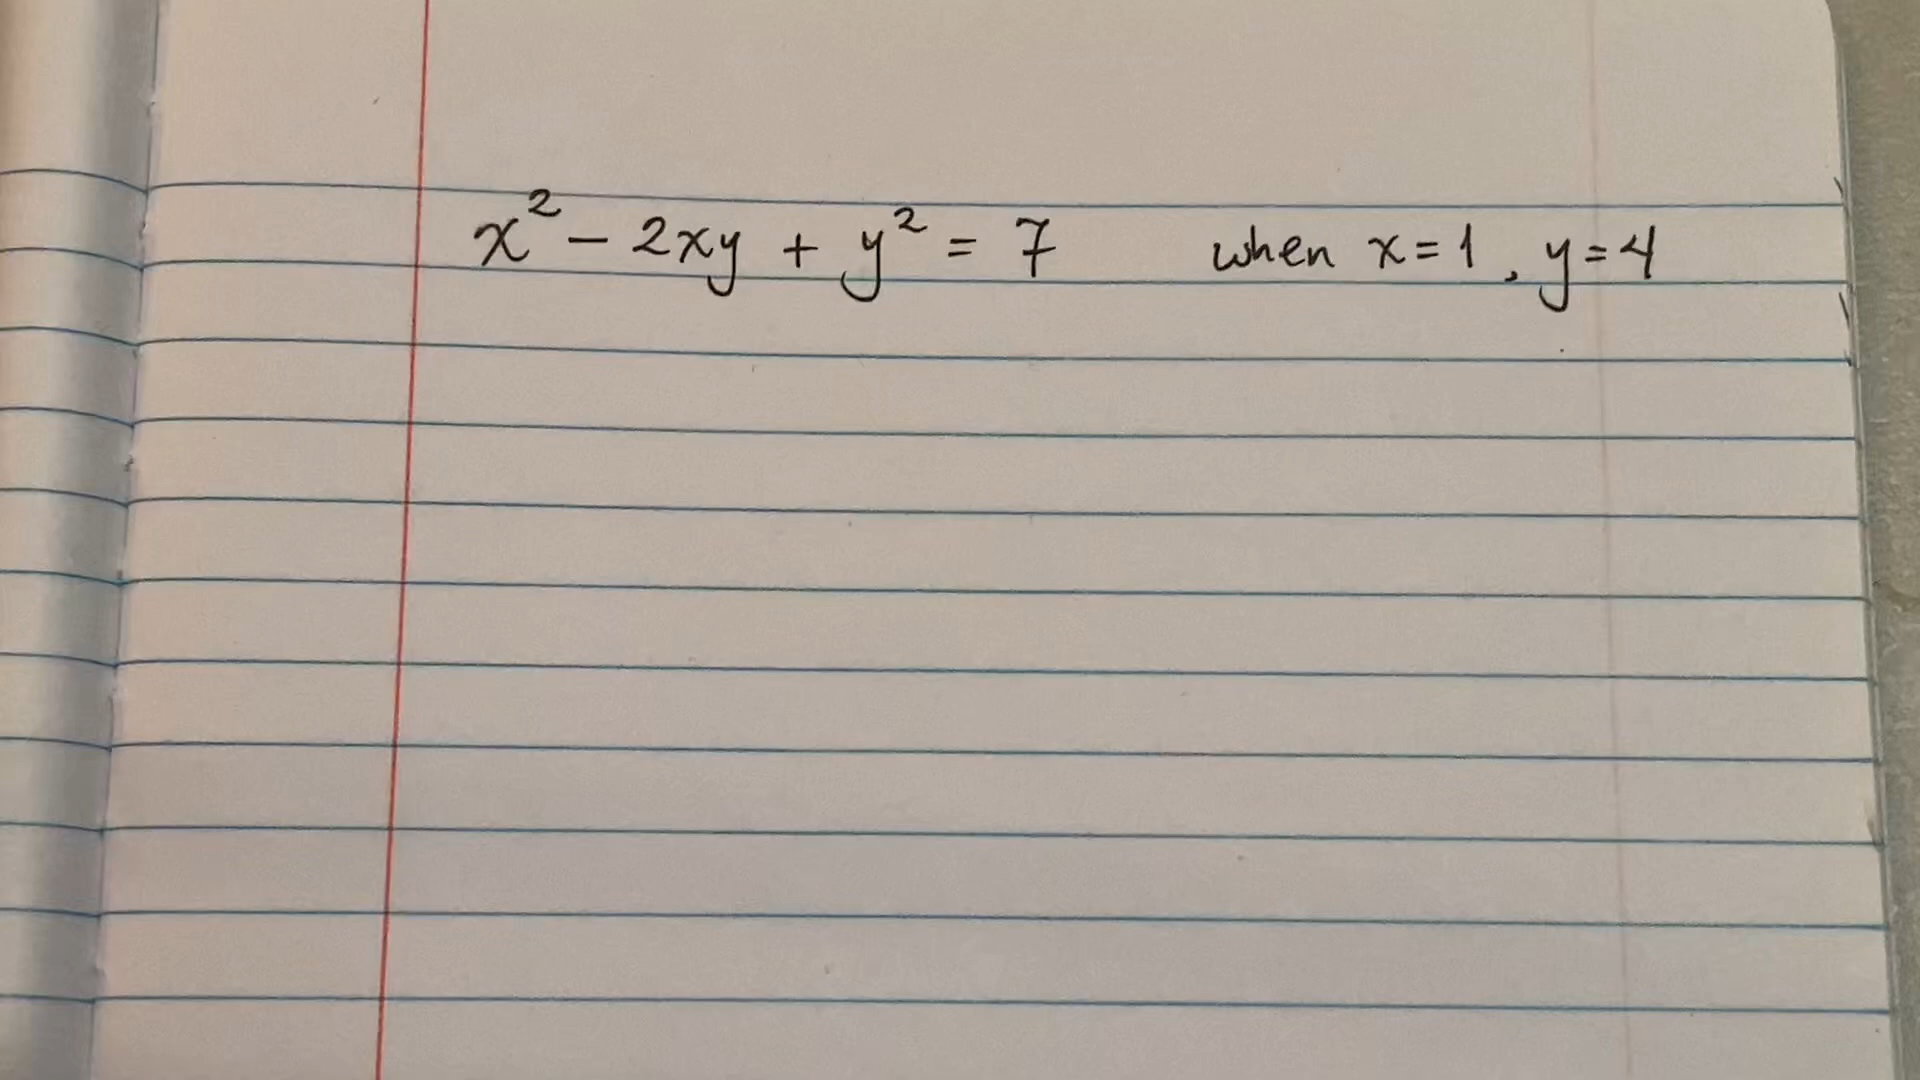 x² - 2xy + y² = 7 when x = 1, y = 4